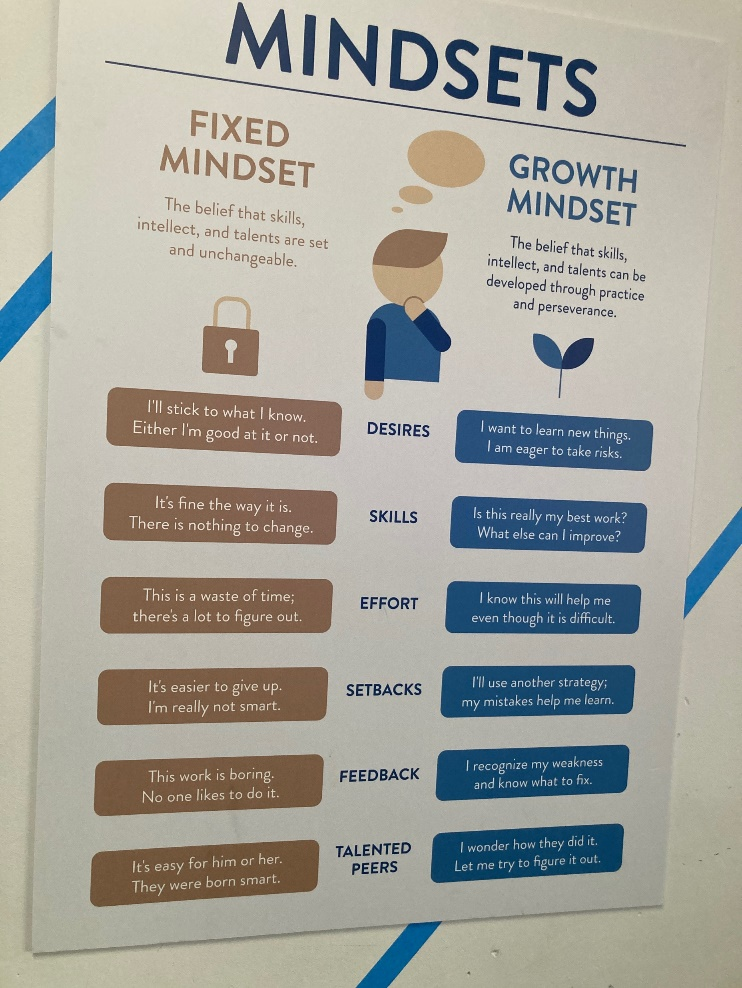 MINDSETS
FIXED
MINDSET
The belief that skills,
intellect, and talents are set
and unchangeable.
GROWTH
MINDSET
The belief that skills,
intellect, and talents can be
developed through practice
and perseverance.
I'll stick to what I know.
Either I'm good at it or not.
DESIRES
I want to learn new things.
I am eager to take risks.
It's fine the way it is.
There is nothing to change.
SKILLS
Is this really my best work?
What else can I improve?
This is a waste of time;
there's a lot to figure out.
EFFORT
I know this will help me
even though it is difficult.
It's easier to give up.
I'm really not smart.
SETBACKS
I'll use another strategy;
my mistakes help me learn.
This work is boring.
No one likes to do it.
FEEDBACK
I recognize my weakness
and know what to fix.
It's easy for him or her.
They were born smart.
TALENTED
PEERS
I wonder how they did it.
Let me try to figure it out.